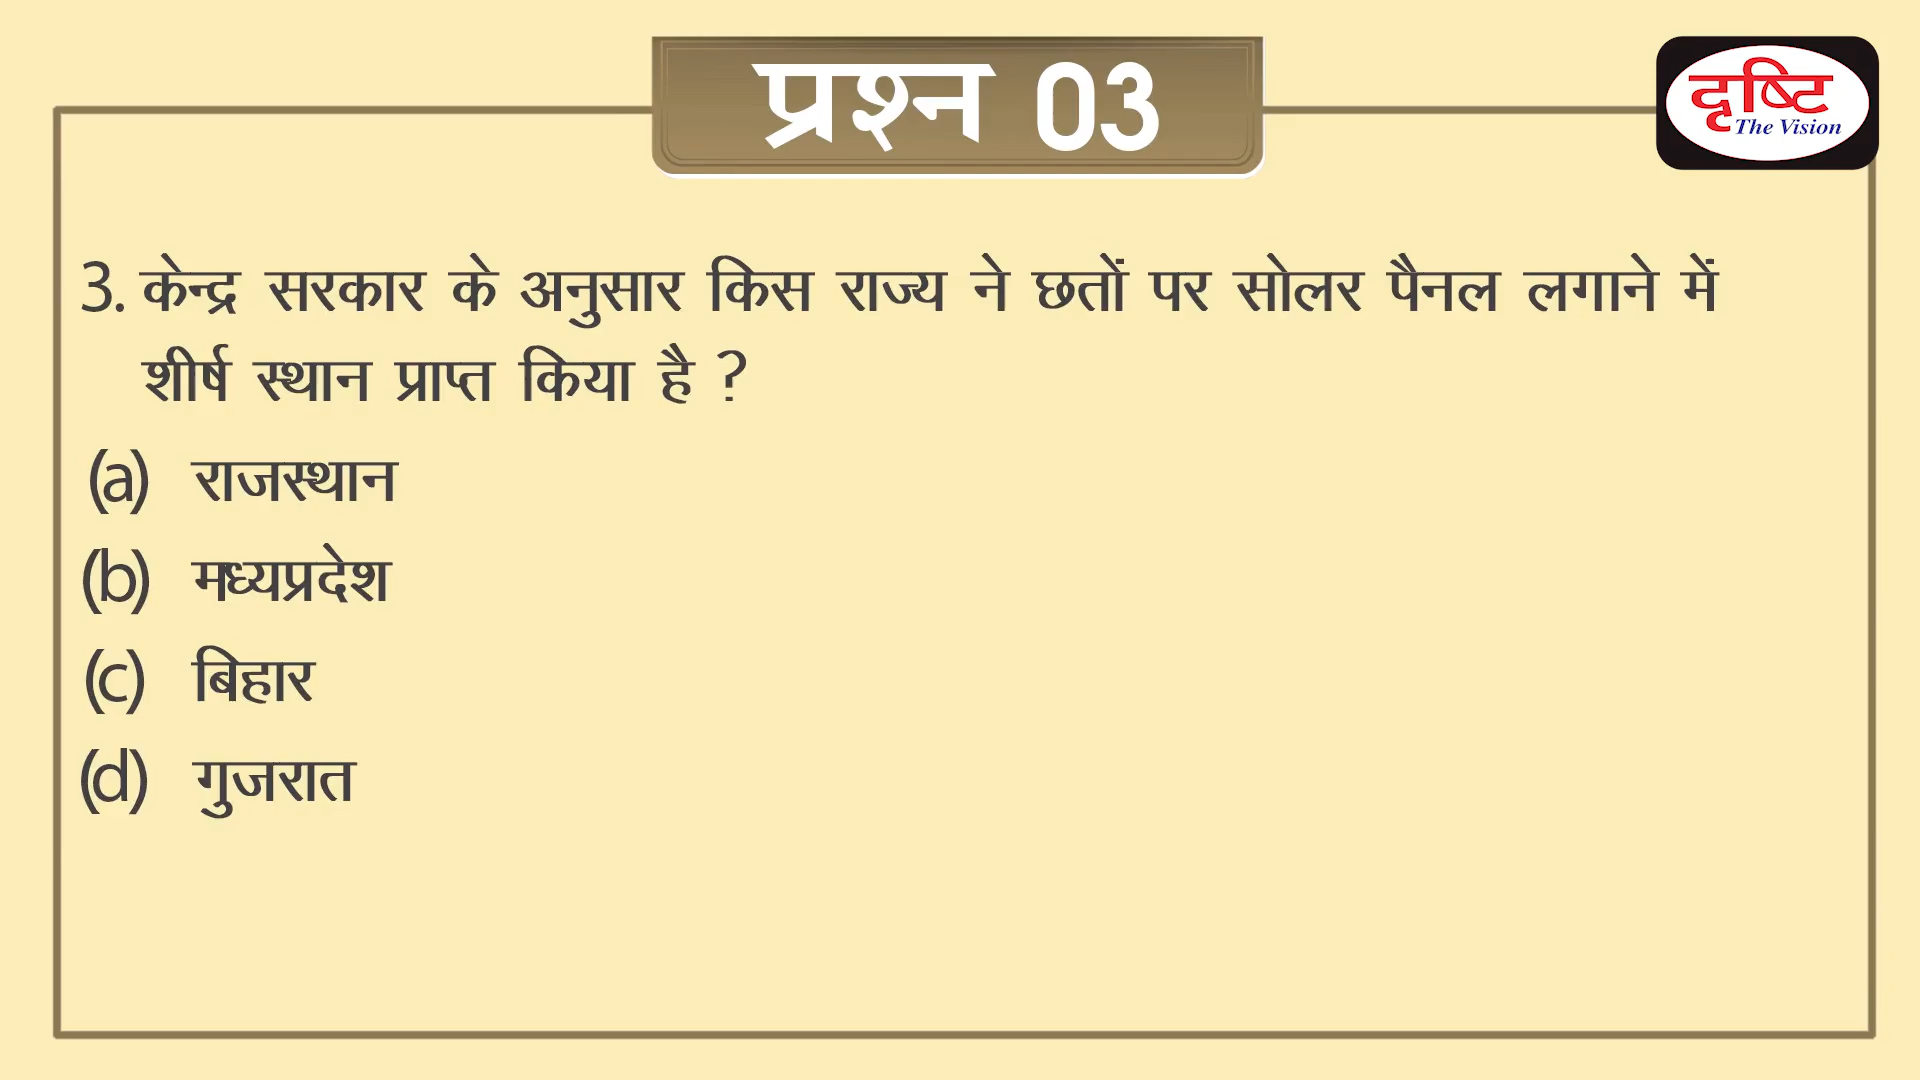 प्रश्न 03
दृष्टि
The Vision
3. केन्द्र सरकार के अनुसार किस राज्य ने छतों पर सोलर पैनल लगाने में
शीर्ष स्थान प्राप्त किया है ?
(a) राजस्थान
(b) मध्यप्रदेश
(c) बिहार
(d) गुजरात